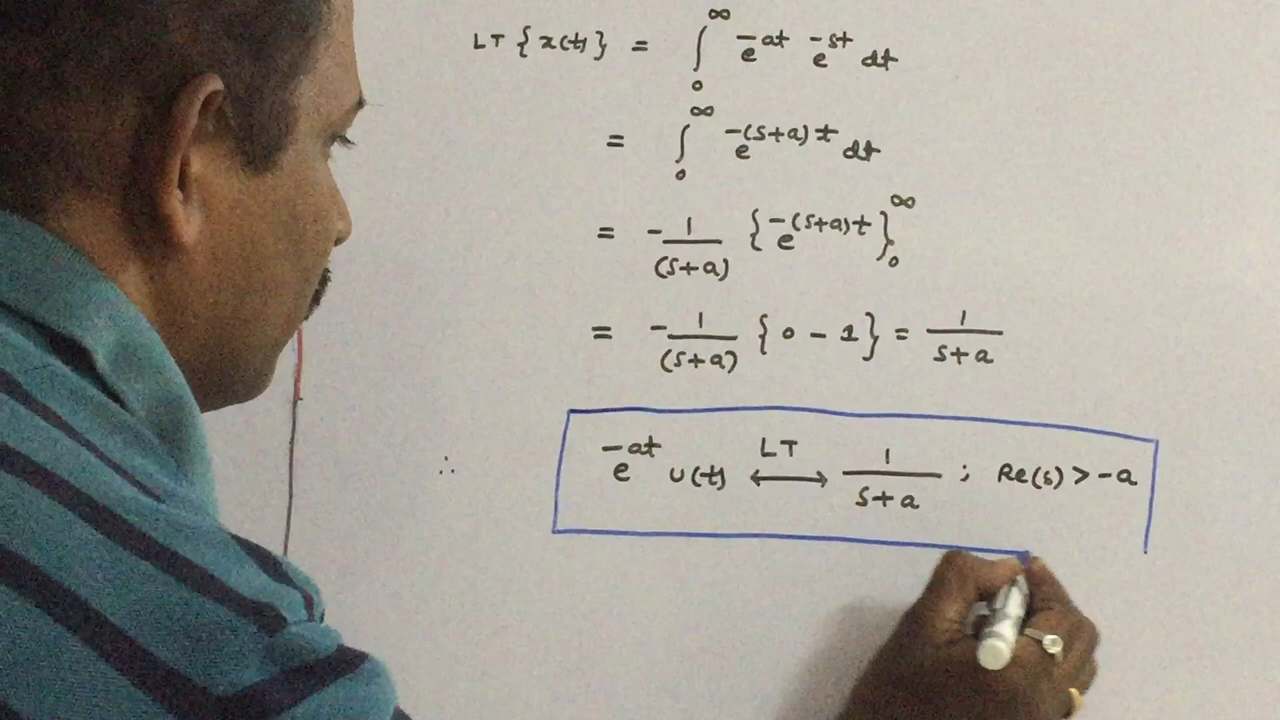 LT{x(t)} = ∫₀^∞ e^{-at} e^{-st} dt
= ∫₀^∞ e^{-(s+a)t} dt
= -1/(s+a) {e^{-(s+a)t}}₀^∞
= -1/(s+a) {0 - 1} = 1/(s+a)
∴ e^{-at} u(t) ⟷^{LT} 1/(s+a) ; Re(s) > -a